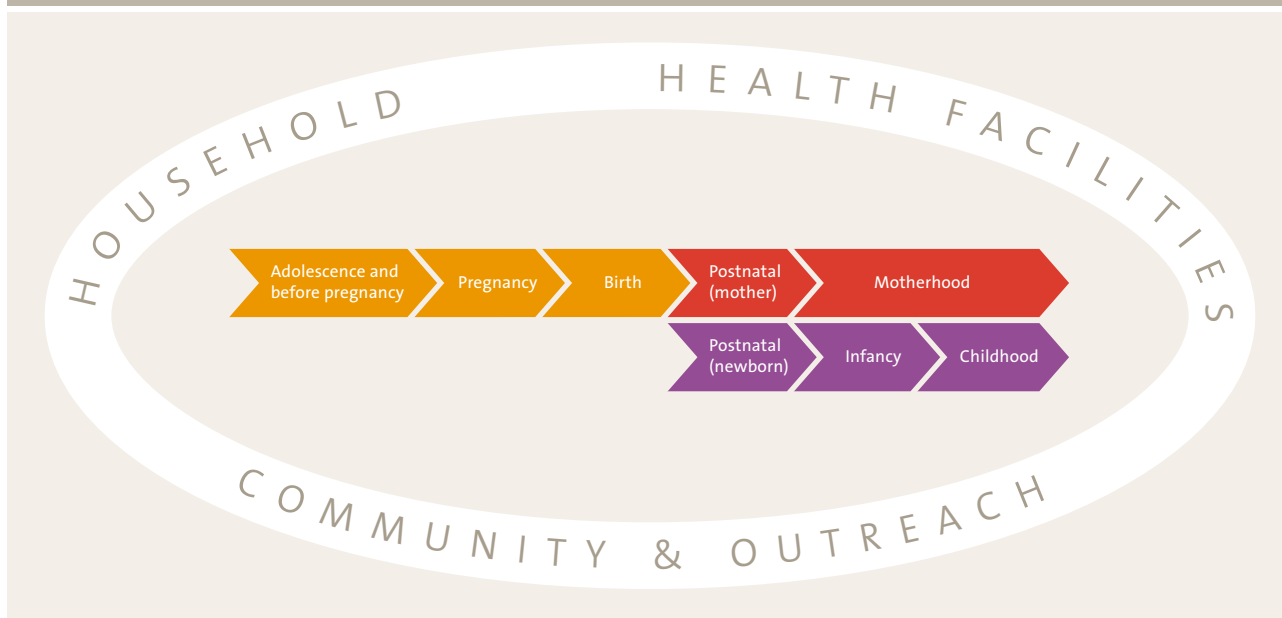 HOUSEHOLD
HEALTH FACILITIES
Adolescence and
before pregnancy
Pregnancy
Birth
Postnatal
(mother)
Motherhood
Postnatal
(newborn)
Infancy
Childhood
COMMUNITY & OUTREACH